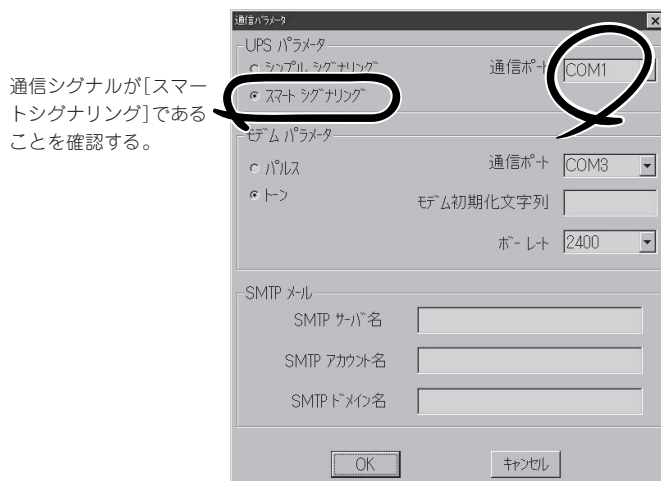 通信パラメータ
UPS パラメータ
シンプル シグナリング
通信ポート
COM1
スマート シグナリング
通信シグナルが[スマー
トシグナリング]である
ことを確認する。
モデム パラメータ
パルス
通信ポート
COM3
トーン
モデム初期化文字列
ボーレート
2400
SMTP メール
SMTP サーバ名
SMTP アカウント名
SMTP ドメイン名
OK
キャンセル